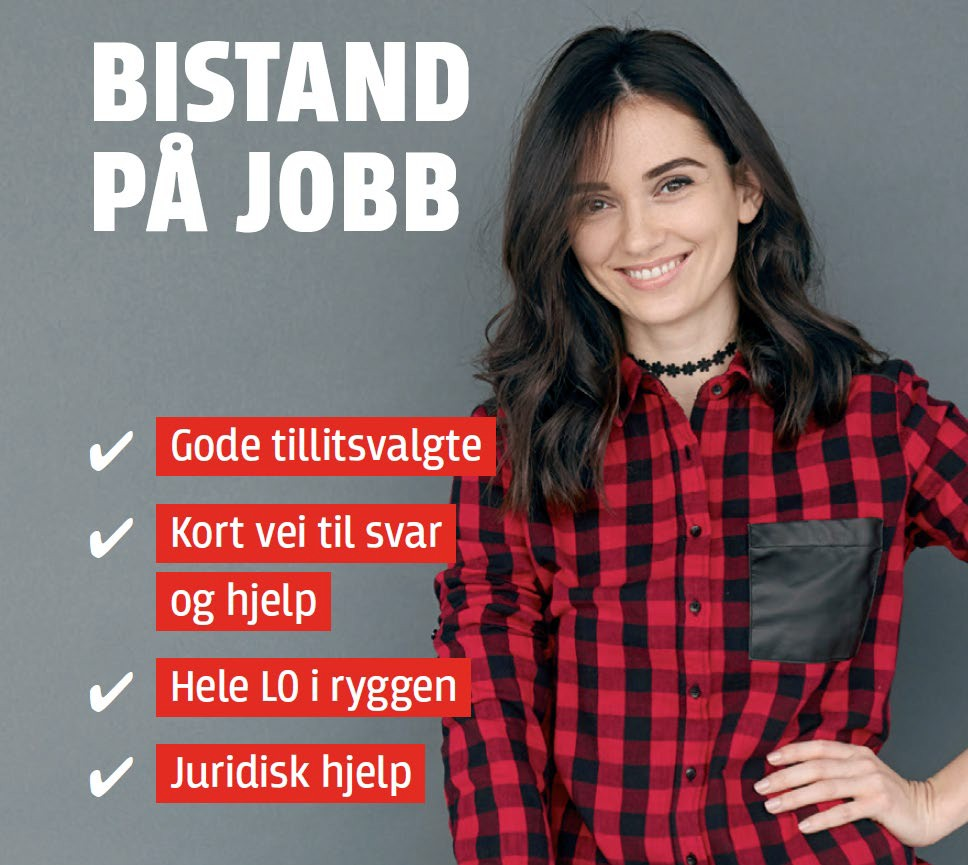 BISTAND
PÅ JOBB
Gode tillitsvalgte
Kort vei til svar
og hjelp
Hele LO i ryggen
Juridisk hjelp